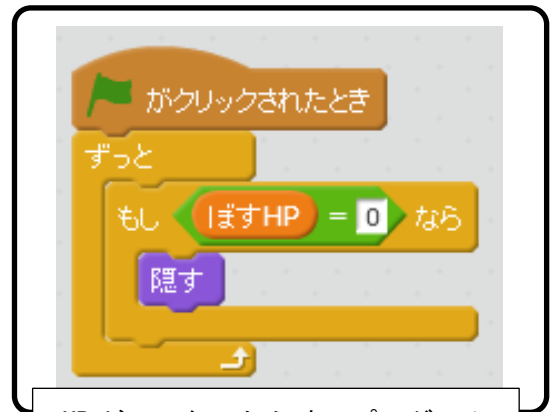 がクリックされたとき
ずっと
もし ぼすHP = 0 なら
隠す